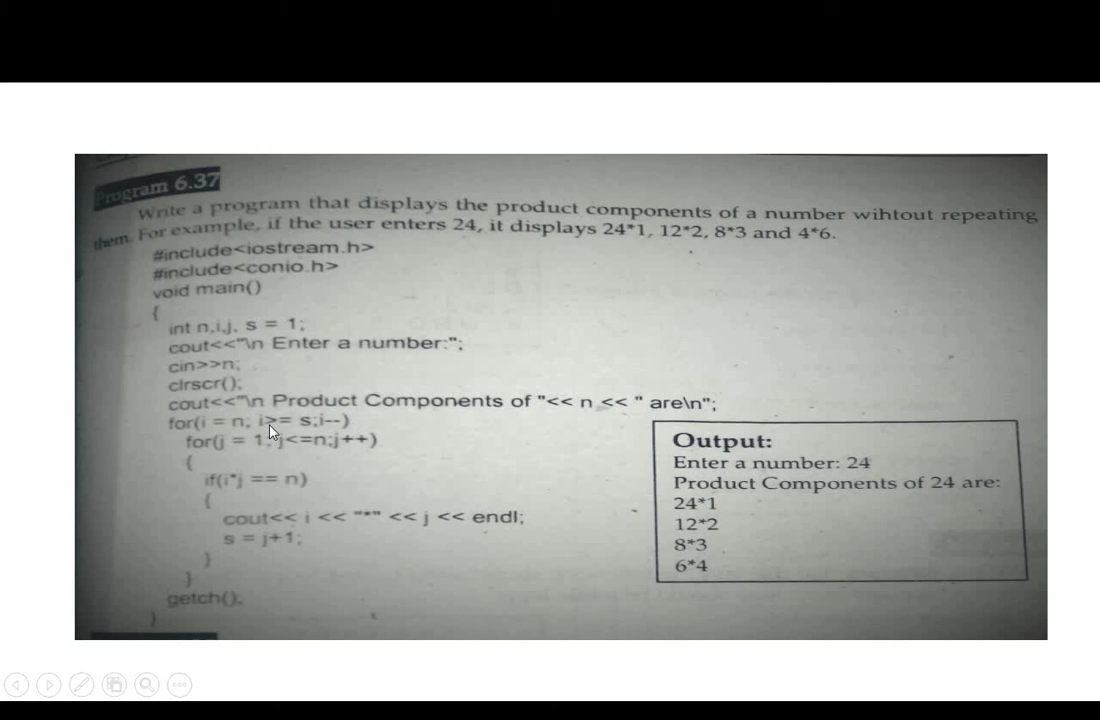 Program 6.37
Write a program that displays the product components of a number wihtout repeating
them. For example, if the user enters 24, it displays 24*1, 12*2, 8*3 and 4*6.
#include<iostream.h>
#include<conio.h>
void main()
{
int n,i,j, s = 1;
cout<<"\n Enter a number:";
cin>>n;
clrscr();
cout<<"\n Product Components of "<< n << " are\n";
for(i = n; i>= s;i--)
for(j = 1; j<=n;j++)
{
if(i*j == n)
{
cout<< i << "*" << j << endl;
s = j+1;
}
}
getch();
}
Output:
Enter a number: 24
Product Components of 24 are:
24*1
12*2
8*3
6*4